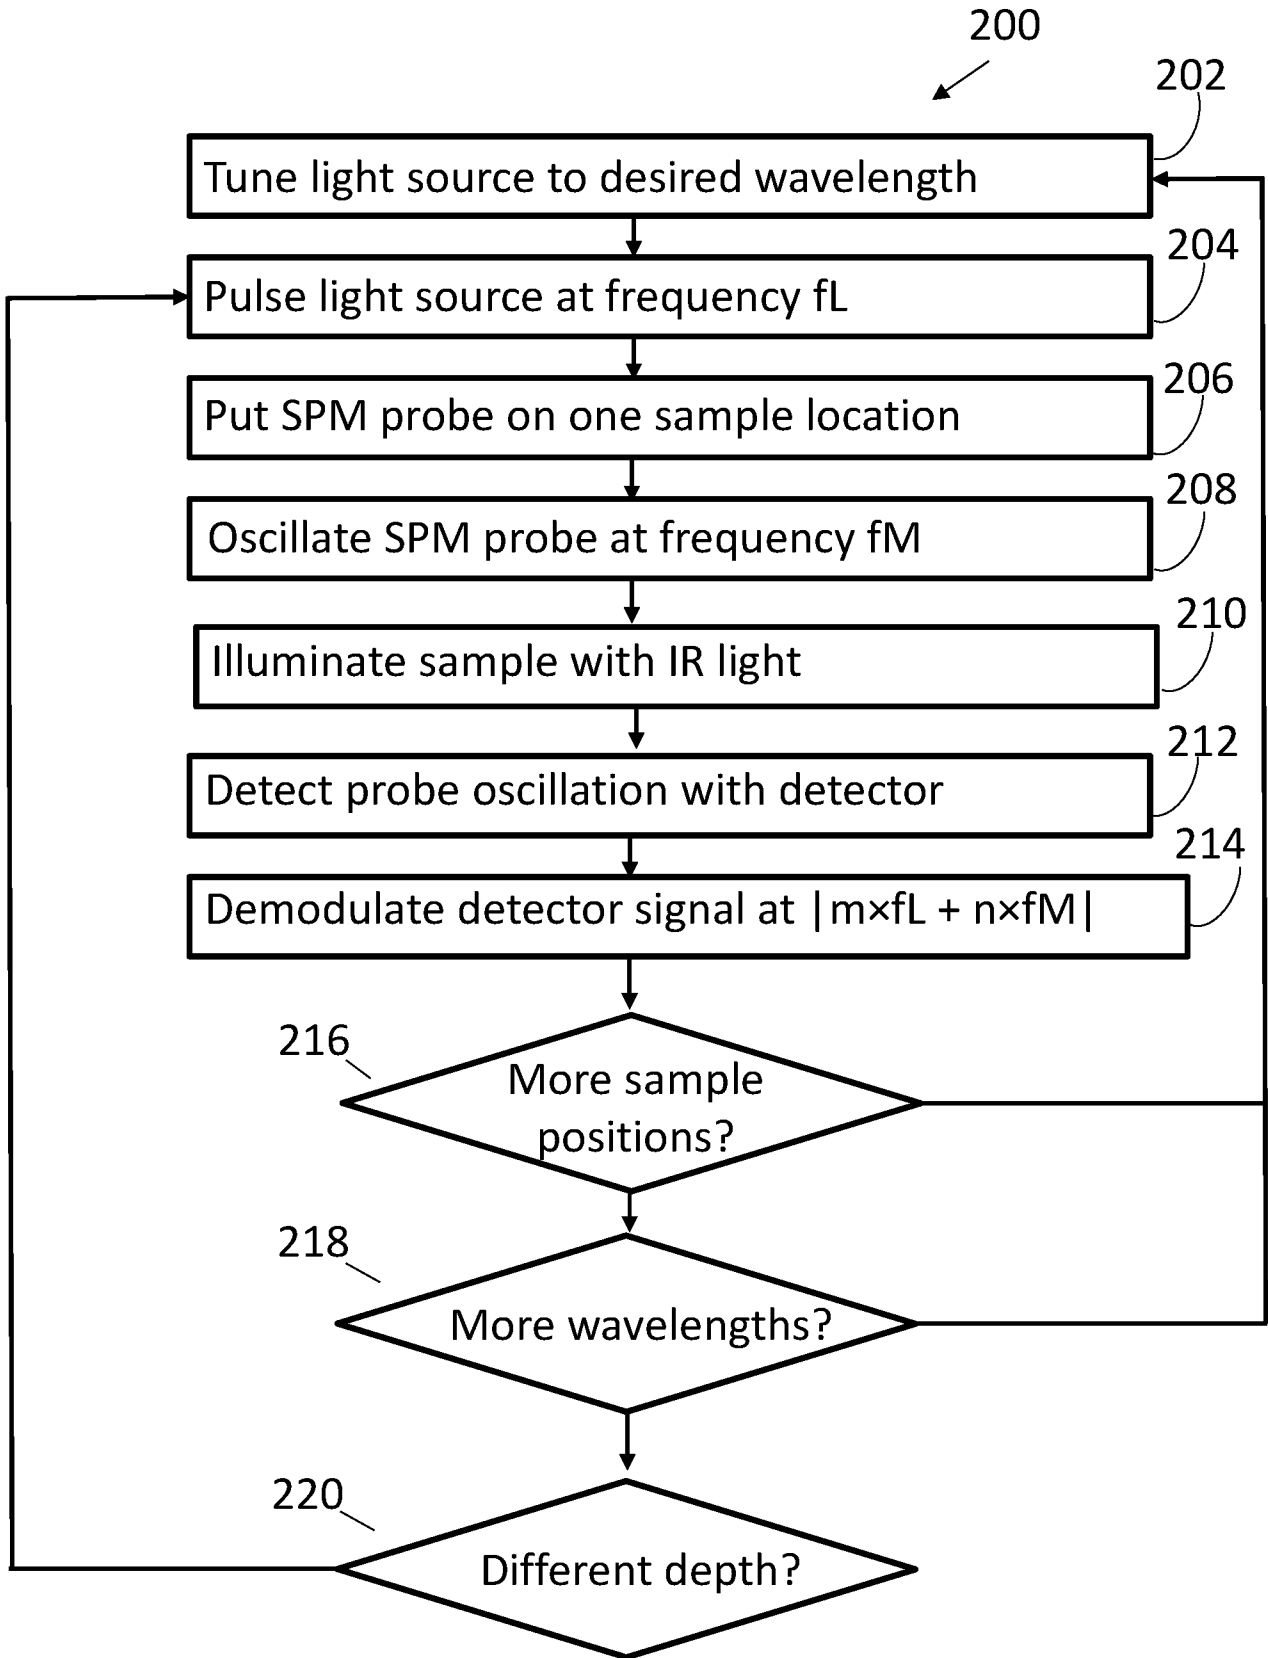 200
202
Tune light source to desired wavelength
204
Pulse light source at frequency fL
206
Put SPM probe on one sample location
208
Oscillate SPM probe at frequency fM
210
Illuminate sample with IR light
212
Detect probe oscillation with detector
214
Demodulate detector signal at |m×fL + n×fM|
216
More sample
positions?
218
More wavelengths?
220
Different depth?